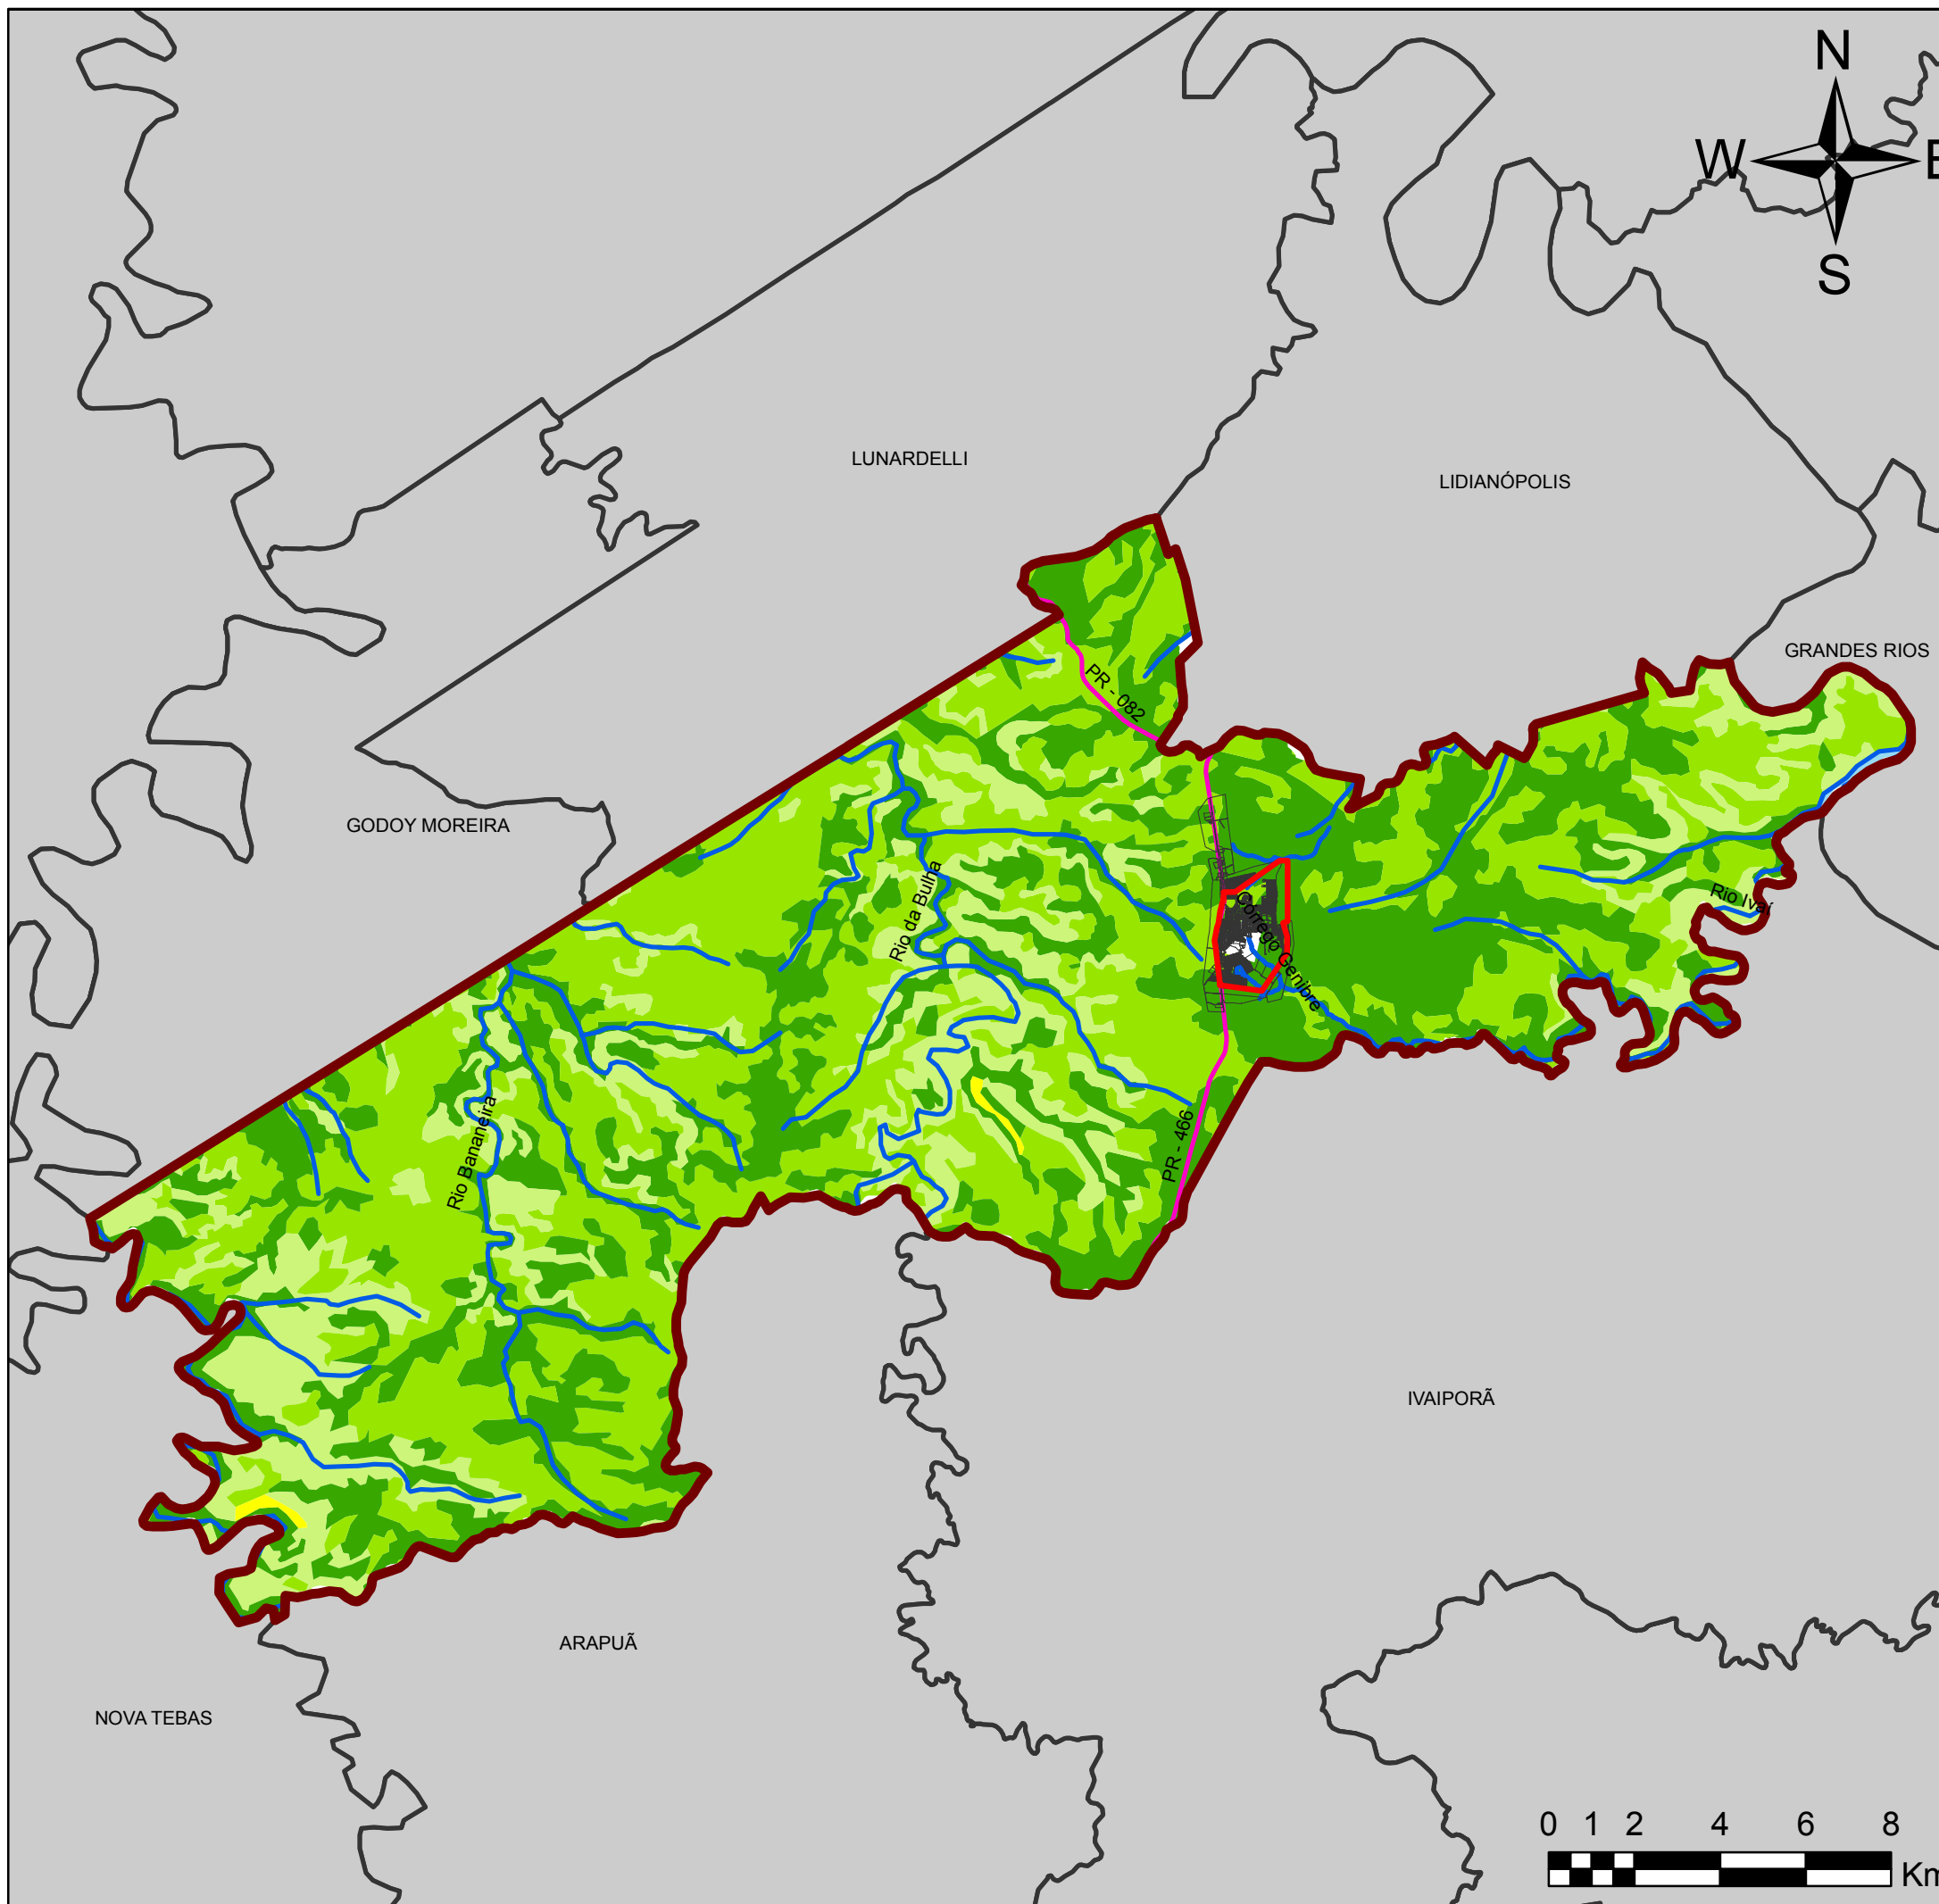 N
W
E
S
LUNARDELLI
LIDIANÓPOLIS
GRANDES RIOS
PR - 082
GODOY MOREIRA
Rio da Bulha
Córrego Genibre
Rio Ivaí
Rio Bananeira
PR - 466
IVAIPORÃ
ARAPUÃ
NOVA TEBAS
0 1 2 4 6 8
Km